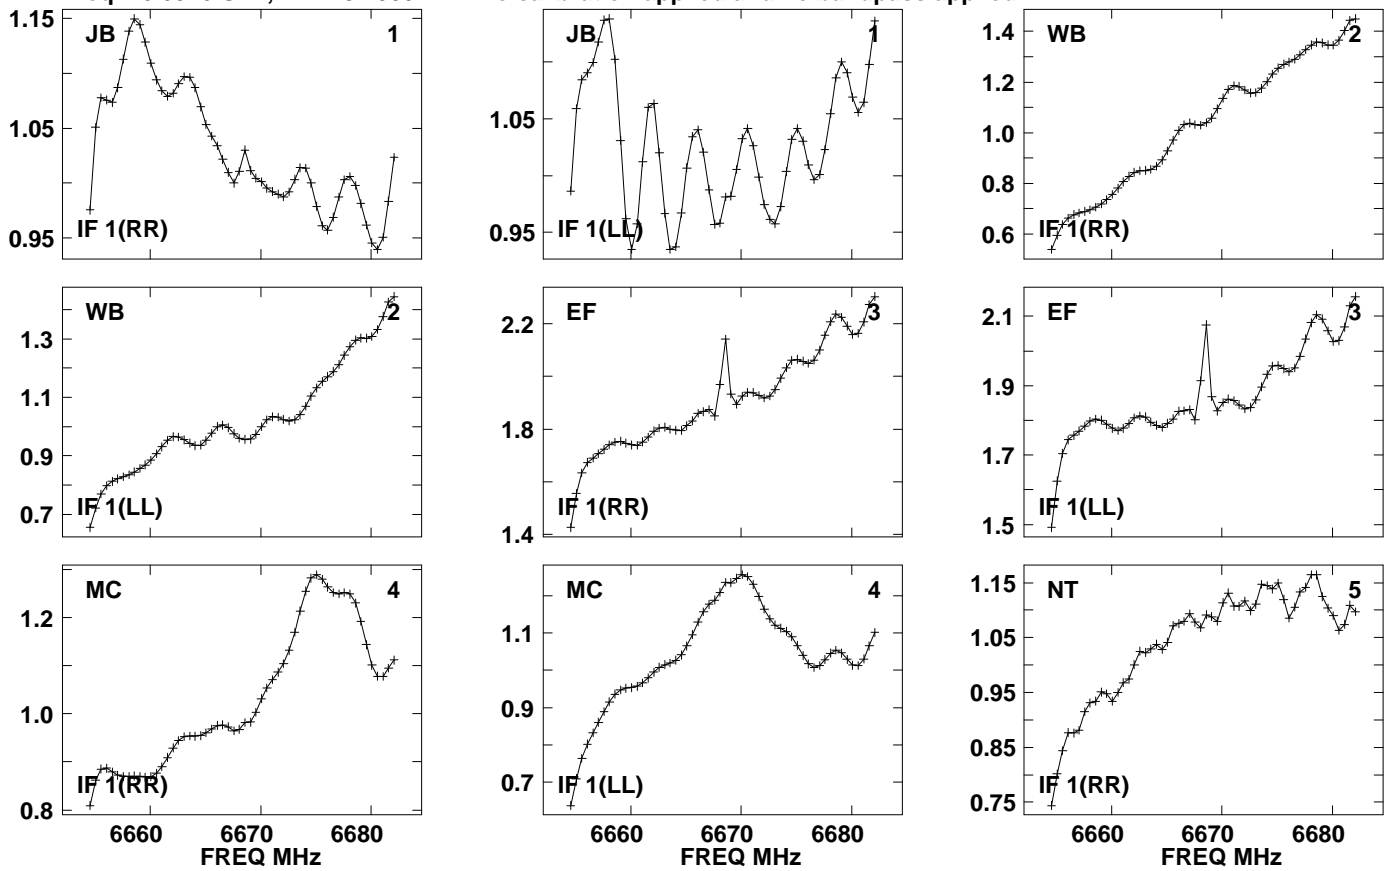 1.15
1.05
0.95
JB
1
IF 1(RR)
1.05
0.95
JB
1
IF 1(LL)
1.4
1.2
1.0
0.8
0.6
WB
2
IF 1(RR)
1.3
1.1
0.9
0.7
WB
2
IF 1(LL)
2.2
1.8
1.4
EF
3
IF 1(RR)
2.1
1.9
1.7
1.5
EF
3
IF 1(LL)
1.2
1.0
0.8
MC
4
IF 1(RR)
6660 6670 6680
FREQ MHz
1.1
0.9
0.7
MC
4
IF 1(LL)
6660 6670 6680
FREQ MHz
1.15
1.05
0.95
0.85
0.75
NT
5
IF 1(RR)
6660 6670 6680
FREQ MHz